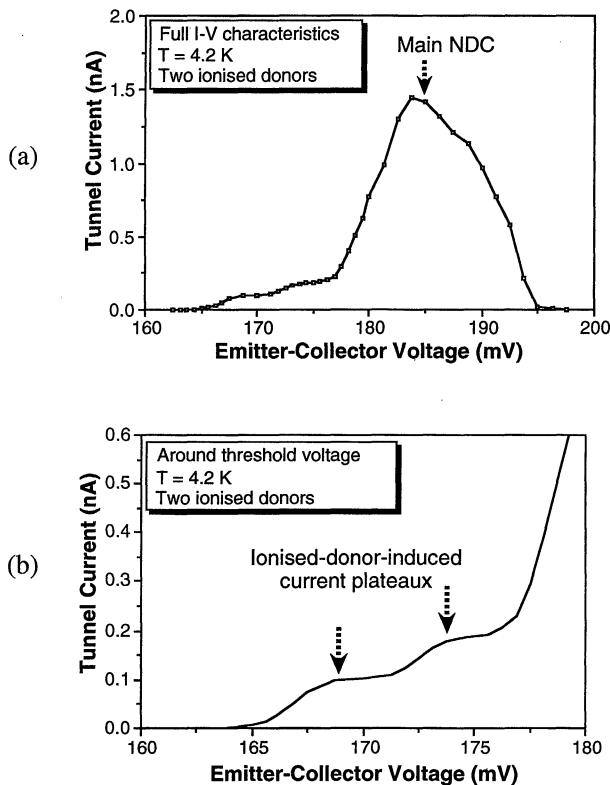 (a)
Tunnel Current (nA)
2.0
1.5
1.0
0.5
0.0
Full I-V characteristics
T = 4.2 K
Two ionised donors
Main NDC
160 170 180 190 200
Emitter-Collector Voltage (mV)
(b)
Tunnel Current (nA)
0.6
0.5
0.4
0.3
0.2
0.1
0.0
Around threshold voltage
T = 4.2 K
Two ionised donors
Ionised-donor-induced
current plateaux
160 165 170 175 180
Emitter-Collector Voltage (mV)